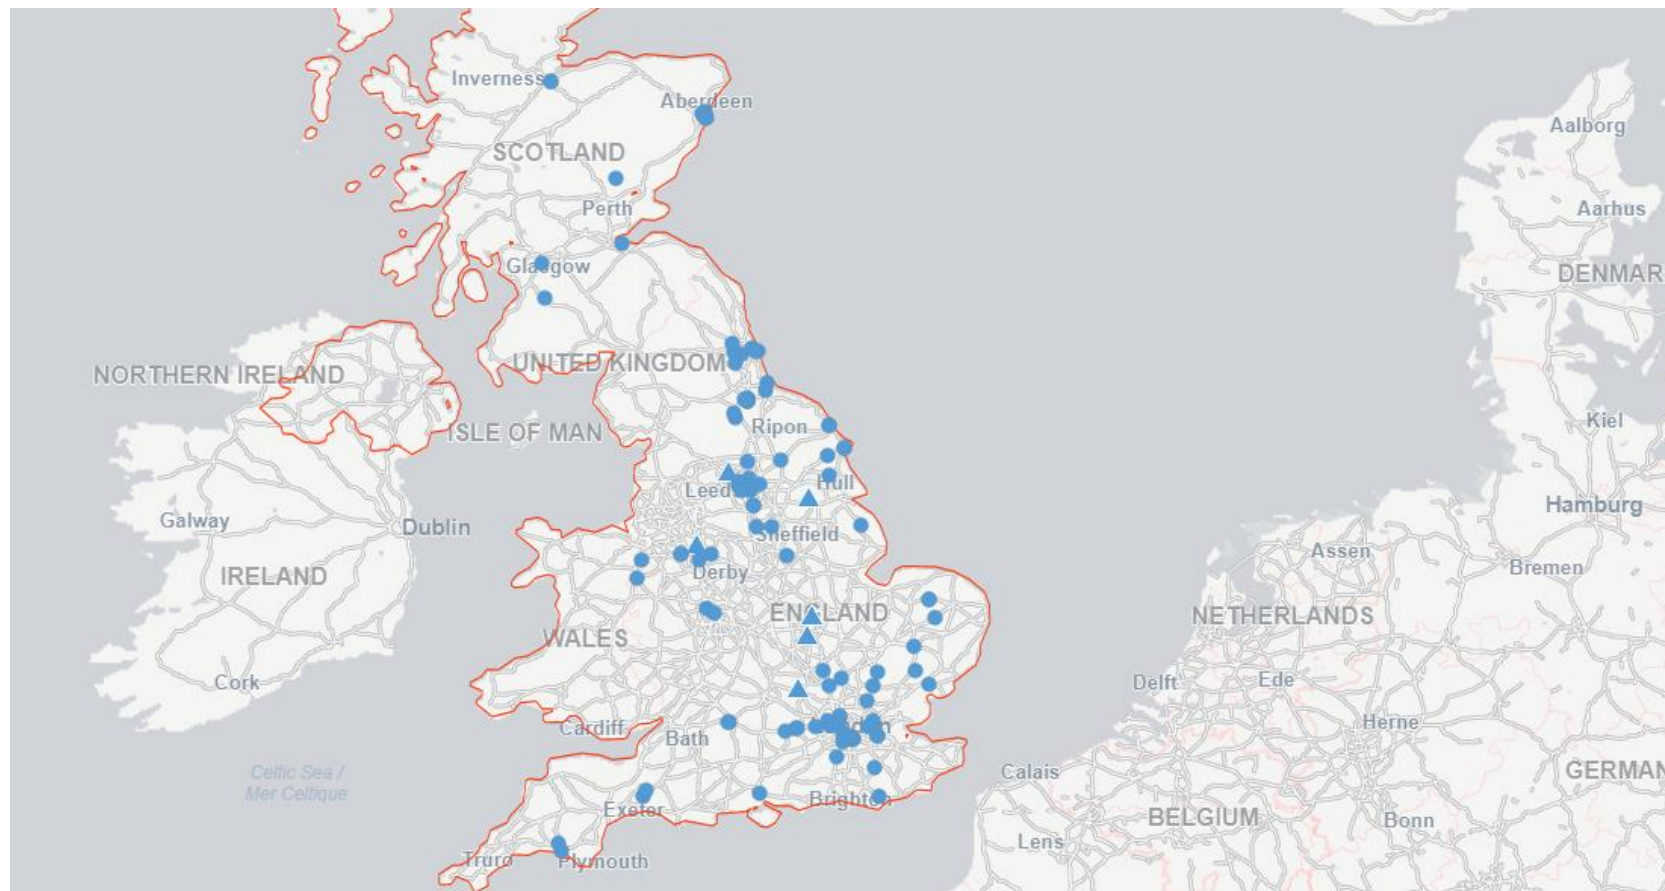 Inverness
Aberdeen
Aalborg
SCOTLAND
Perth
Aarhus
Glasgow
DENMAR
NORTHERN IRELAND
UNITED KINGDOM
ISLE OF MAN
Ripon
Kiel
Leeds
Hull
Hamburg
Galway
Dublin
Sheffield
Assen
Bremen
IRELAND
Derby
ENGLAND
NETHERLANDS
WALES
Cork
Delft
Ede
Cardiff
London
Herne
Bath
Celtic Sea /
Mer Celtique
Calais
GERMAN
Exeter
Brighton
BELGIUM
Bonn
Lens
Truro
Plymouth